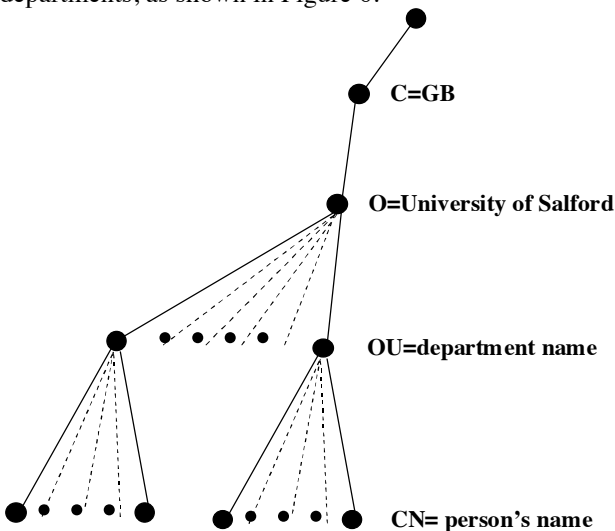 departments, as shown in Figure 6.
C=GB
O=University of Salford
OU=department name
CN= person's name